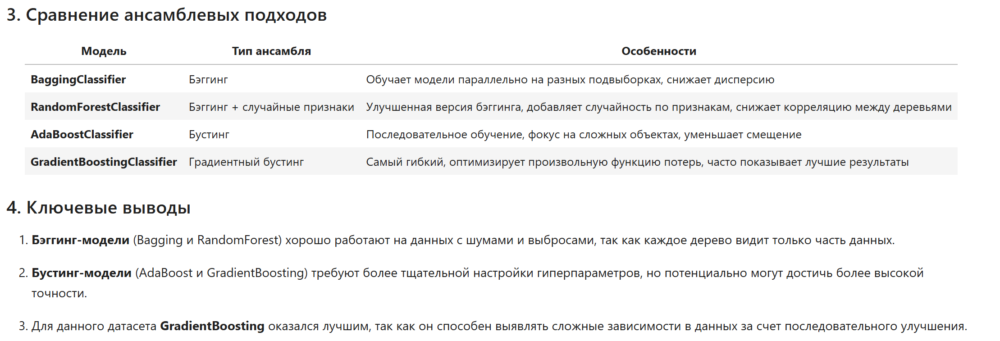 3. Сравнение ансамблевых подходов
Модель Тип ансамбля Особенности
BaggingClassifier Бэггинг Обучает модели параллельно на разных подвыборках, снижает дисперсию
RandomForestClassifier Бэггинг + случайные признаки Улучшенная версия бэггинга, добавляет случайность по признакам, снижает корреляцию между деревьями
AdaBoostClassifier Бустинг Последовательное обучение, фокус на сложных объектах, уменьшает смещение
GradientBoostingClassifier Градиентный бустинг Самый гибкий, оптимизирует произвольную функцию потерь, часто показывает лучшие результаты
4. Ключевые выводы
1. Бэггинг-модели (Bagging и RandomForest) хорошо работают на данных с шумами и выбросами, так как каждое дерево видит только часть данных.
2. Бустинг-модели (AdaBoost и GradientBoosting) требуют более тщательной настройки гиперпараметров, но потенциально могут достичь более высокой
точности.
3. Для данного датасета GradientBoosting оказался лучшим, так как он способен выявлять сложные зависимости в данных за счет последовательного улучшения.